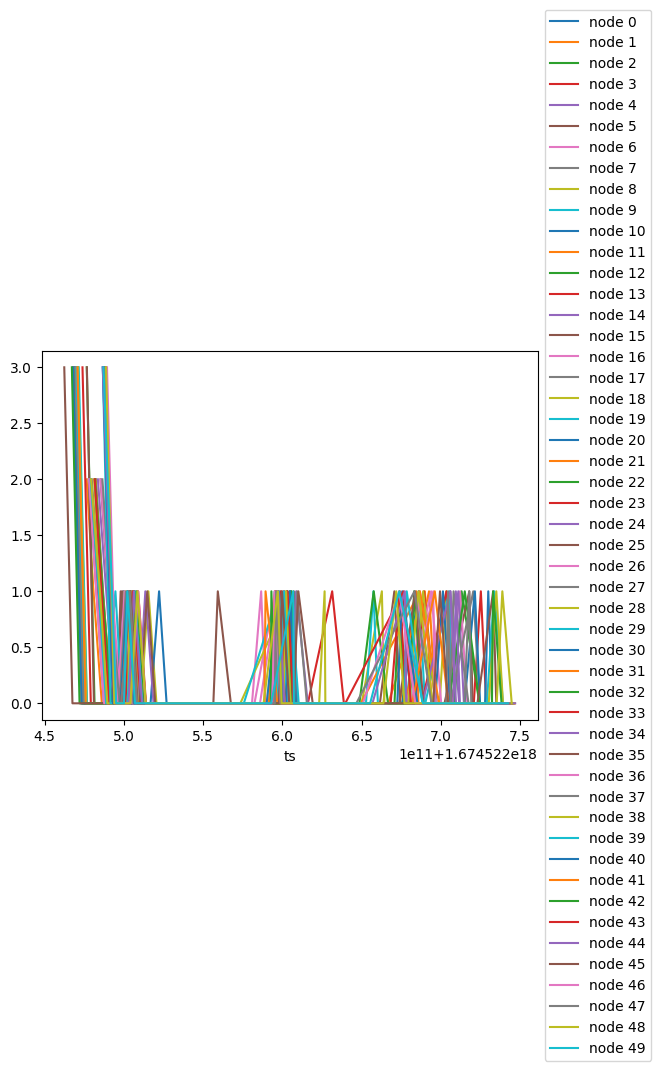 node 0
node 1
node 2
node 3
node 4
node 5
node 6
node 7
node 8
node 9
node 10
node 11
node 12
node 13
node 14
node 15
node 16
node 17
node 18
node 19
node 20
node 21
node 22
node 23
node 24
node 25
node 26
node 27
node 28
node 29
node 30
node 31
node 32
node 33
node 34
node 35
node 36
node 37
node 38
node 39
node 40
node 41
node 42
node 43
node 44
node 45
node 46
node 47
node 48
node 49
3.0
2.5
2.0
1.5
1.0
0.5
0.0
4.5 5.0 5.5 6.0 6.5 7.0 7.5
ts
1e11+1.674522e18